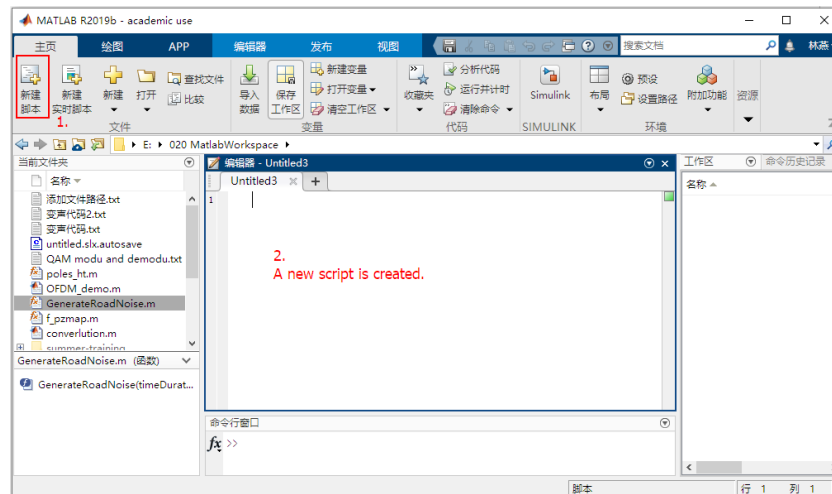 MATLAB R2019b - academic use
主页 绘图 APP 编辑器 发布 视图 搜索文档 林燕
新建脚本 新建实时脚本 新建 打开 查找文件 比较 导入数据 保存工作区 新建变量 打开变量 清空工作区 收藏夹 分析代码 运行并计时 清除命令 Simulink 布局 预设 设置路径 附加功能 资源
1.
文件 变量 代码 SIMULINK 环境
E: 020 MatlabWorkspace
当前文件夹 编辑器 - Untitled3 工作区 命令历史记录
名称 Untitled3 + 名称
1
添加文件路径.txt
变声代码2.txt
变声代码.txt
untitled.slx.autosave
QAM modu and demodu.txt
poles_ht.m
OFDM_demo.m
GenerateRoadNoise.m
f_pzmap.m
converlution.m
summer-training
2.
A new script is created.
GenerateRoadNoise.m (函数)
GenerateRoadNoise(timeDurat...
命令行窗口
fx >>
脚本 行 1 列 1